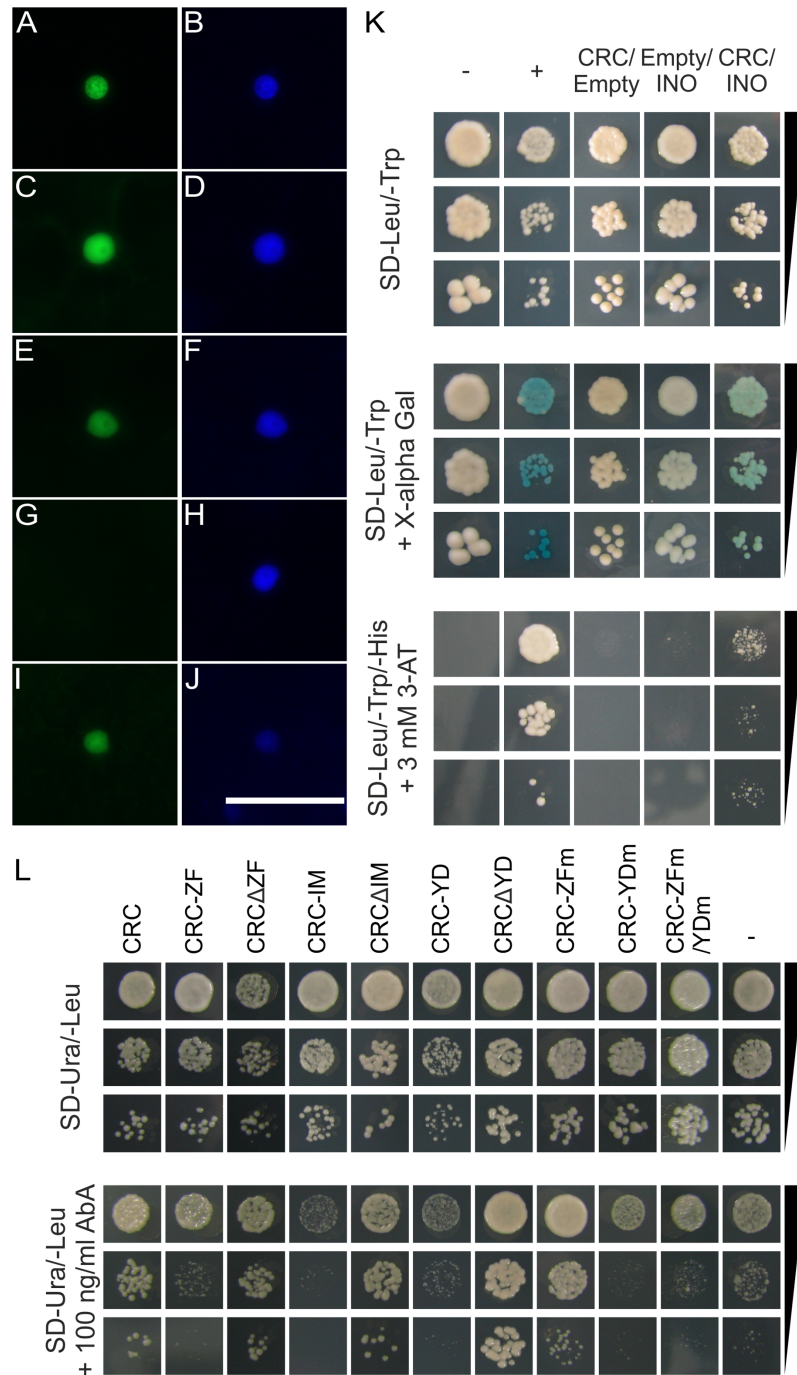 A
B
C
D
E
F
G
H
I
J
K
- + CRC/ Empty/ CRC/
Empty INO INO
SD-Leu/-Trp
SD-Leu/-Trp
+ X-alpha Gal
SD-Leu/-Trp/-His
+ 3 mM 3-AT
L
CRC
CRC-ZF
CRCΔZF
CRC-IM
CRCΔIM
CRC-YD
CRCΔYD
CRC-ZFm
CRC-YDm
CRC-ZFm
/YDm
-
SD-Ura/-Leu
SD-Ura/-Leu
+ 100 ng/ml AbA